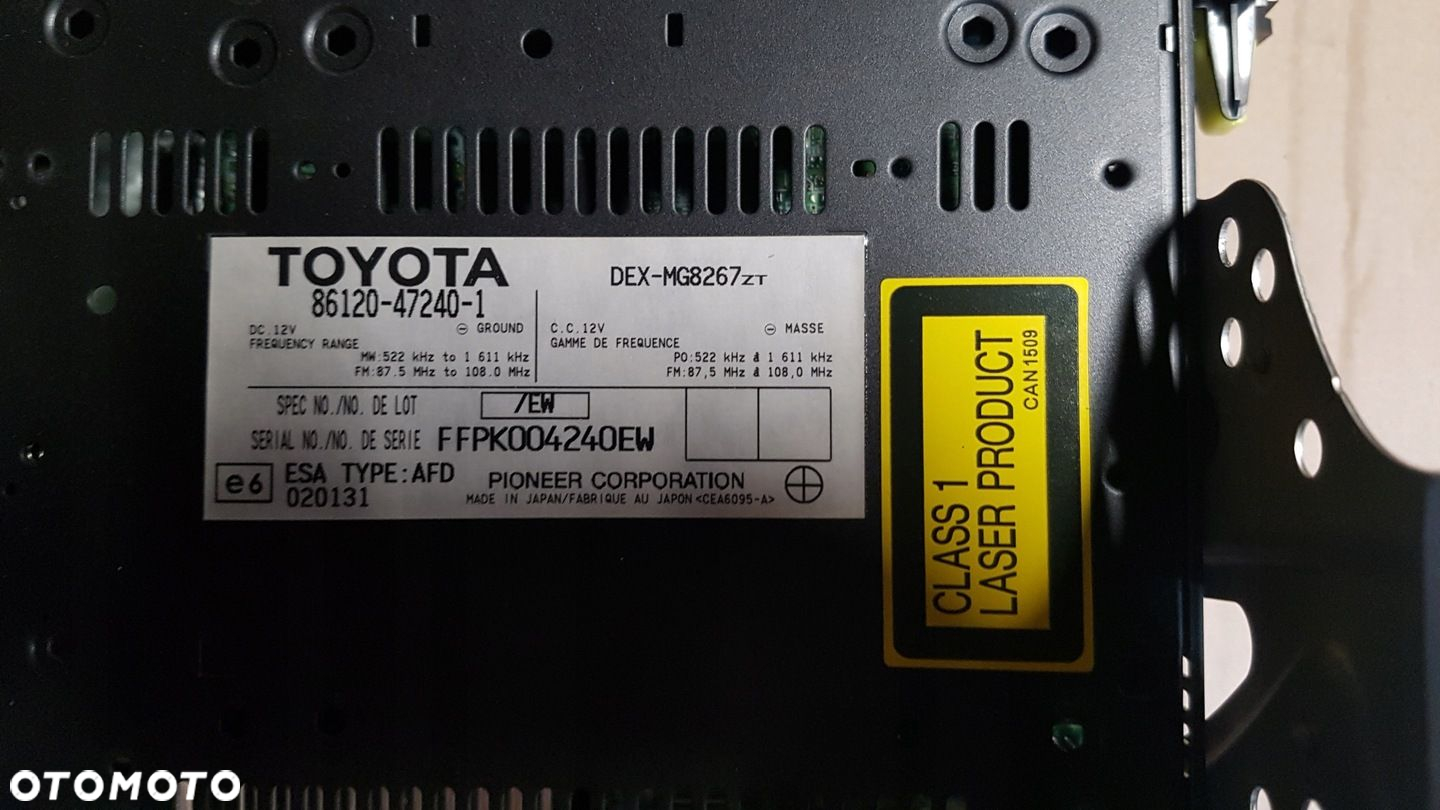 TOYOTA
86120-47240-1
DEX-MG8267ZT
DC.12V ⊖ GROUND
FREQUENCY RANGE
MW:522 kHz to 1 611 kHz
FM:87.5 MHz to 108.0 MHz
C.C.12V ⊖ MASSE
GAMME DE FREQUENCE
PO:522 kHz à 1 611 kHz
FM:87,5 MHz à 108,0 MHz
SPEC NO./NO. DE LOT /EW
SERIAL NO./NO. DE SERIE FFPK004240EW
e6 ESA TYPE:AFD
020131
PIONEER CORPORATION
MADE IN JAPAN/FABRIQUE AU JAPON <CEA6095-A>
CLASS 1
LASER PRODUCT
CAN1509
OTOMOTO